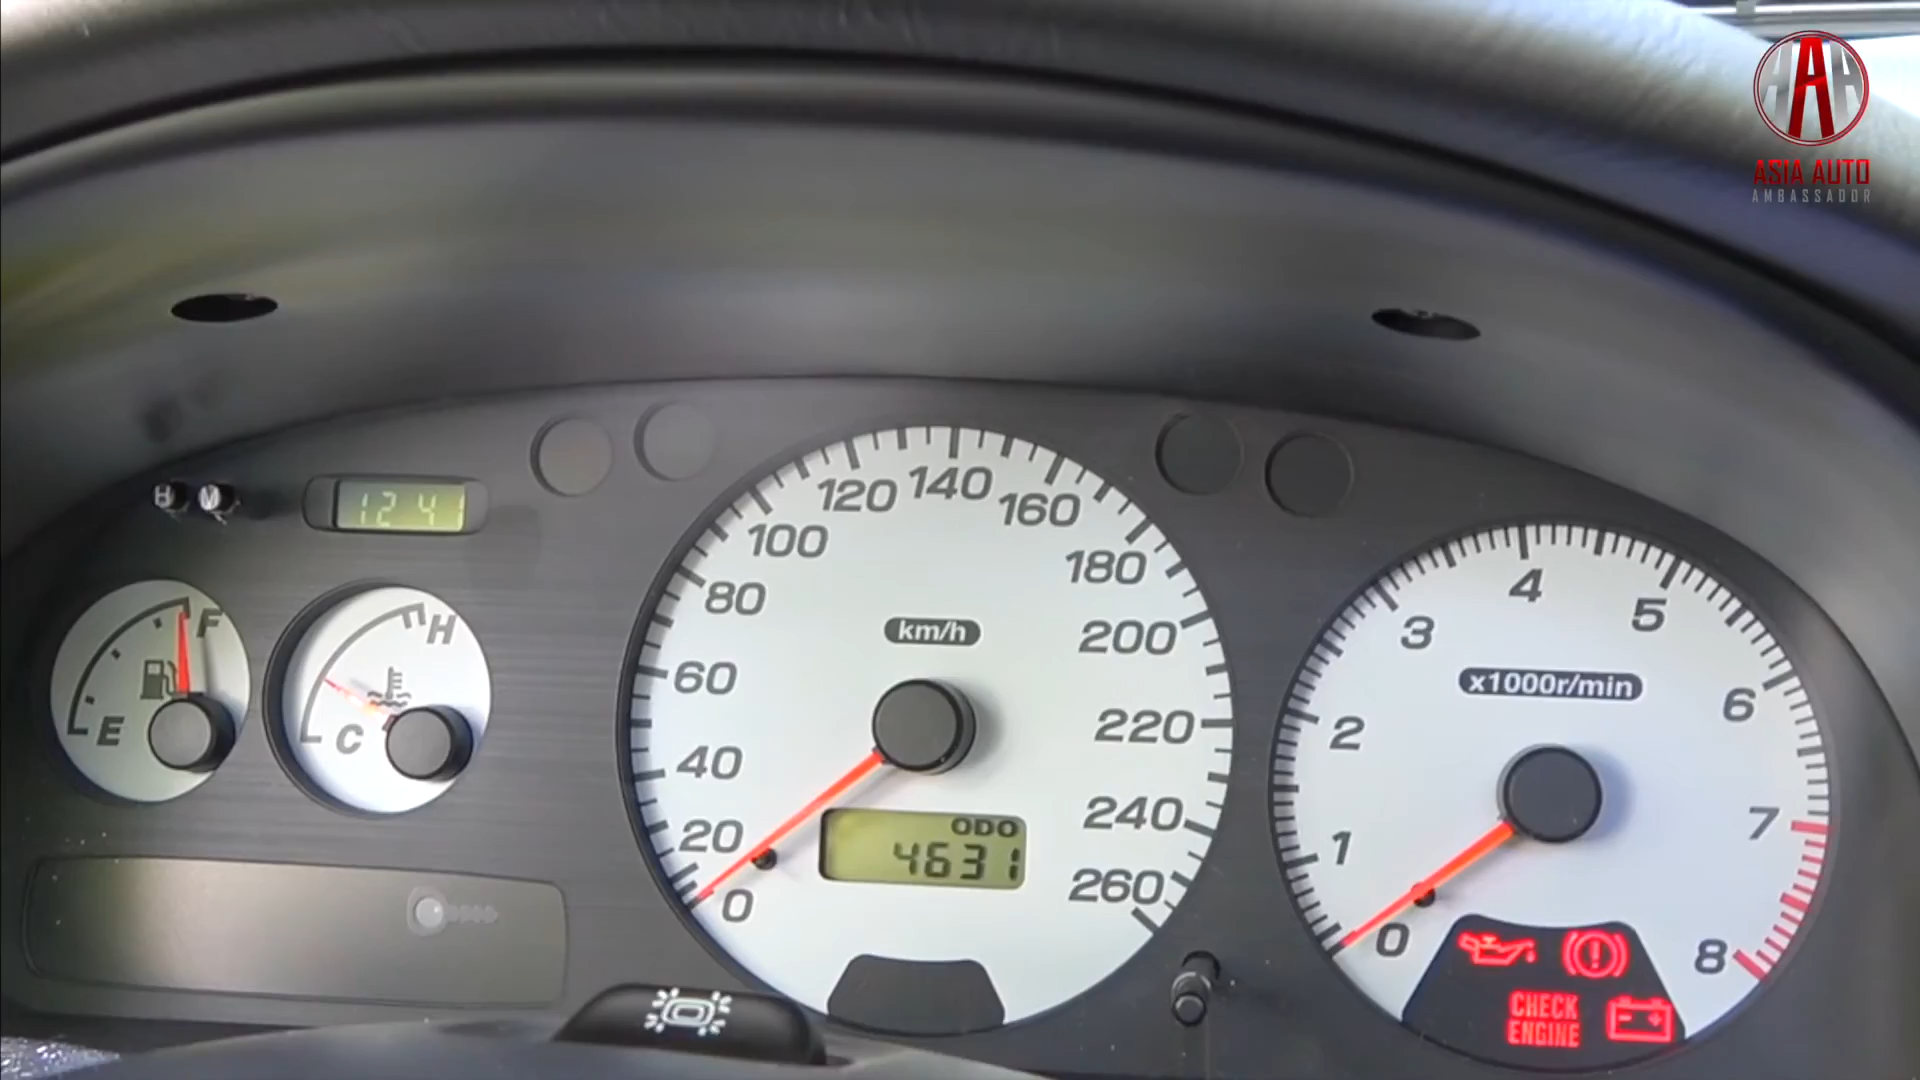 ASIA AUTO
AMBASSADOR
H M
12 41
F
E
H
C
0
20
40
60
80
100
120
140
160
180
200
220
240
260
km/h
ODO
4631
0
1
2
3
4
5
6
7
8
x1000r/min
CHECK
ENGINE